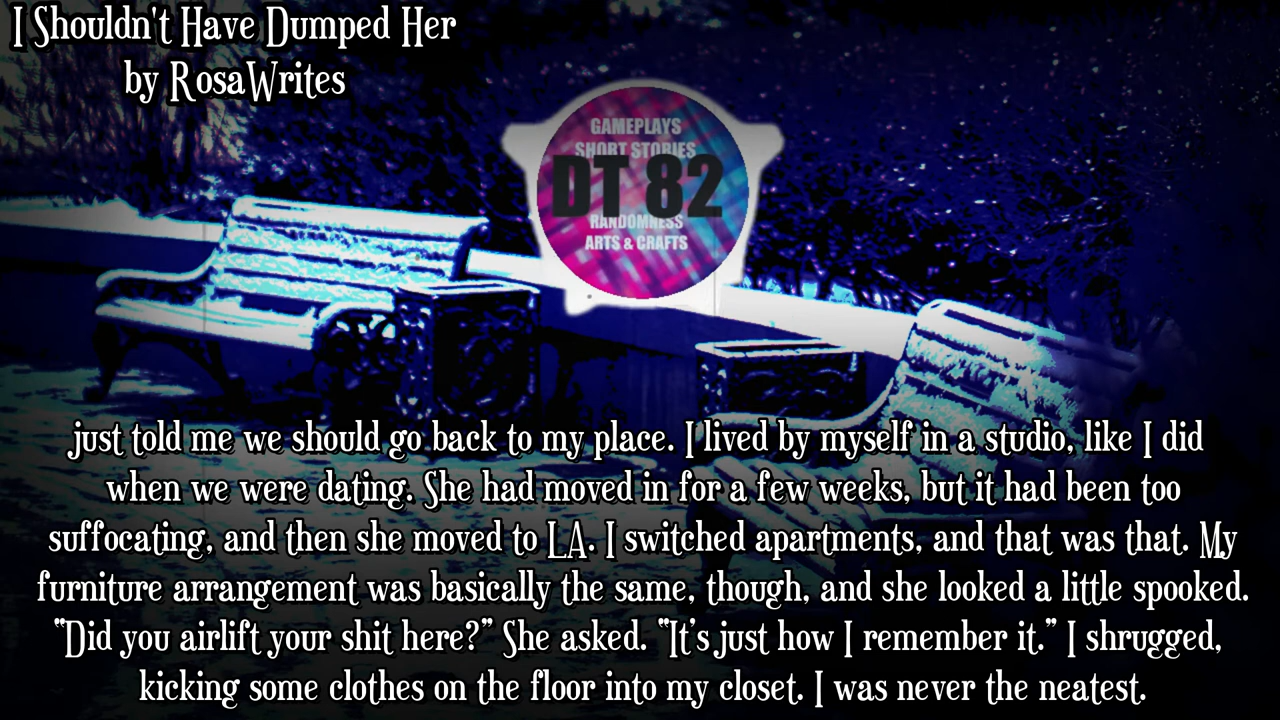 I Shouldn't Have Dumped Her
by RosaWrites
GAMEPLAYS
SHORT STORIES
DT 82
RANDOMNESS
ARTS & CRAFTS
just told me we should go back to my place. I lived by myself in a studio, like I did
when we were dating. She had moved in for a few weeks, but it had been too
suffocating, and then she moved to LA. I switched apartments, and that was that. My
furniture arrangement was basically the same, though, and she looked a little spooked.
“Did you airlift your shit here?” She asked. “It’s just how I remember it.” I shrugged,
kicking some clothes on the floor into my closet. I was never the neatest.